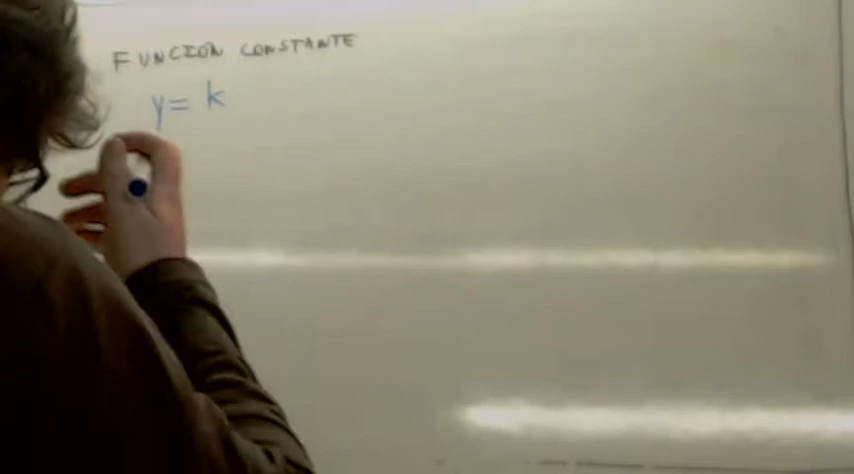 FUNCION CONSTANTE
y = k